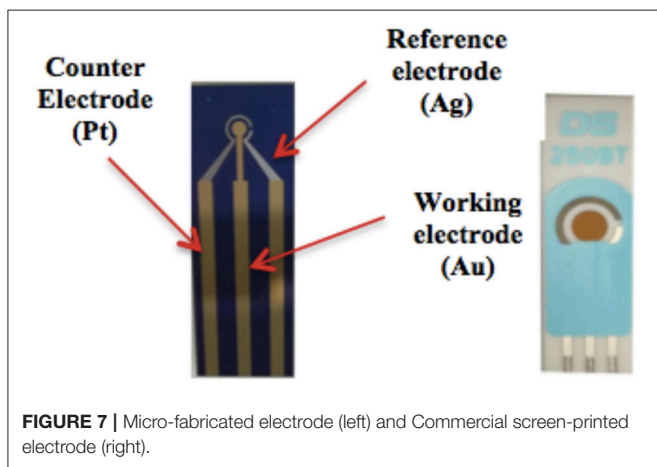 Counter
Electrode
(Pt)
Reference
electrode
(Ag)
Working
electrode
(Au)
DS
250BT
FIGURE 7 | Micro-fabricated electrode (left) and Commercial screen-printed
electrode (right).